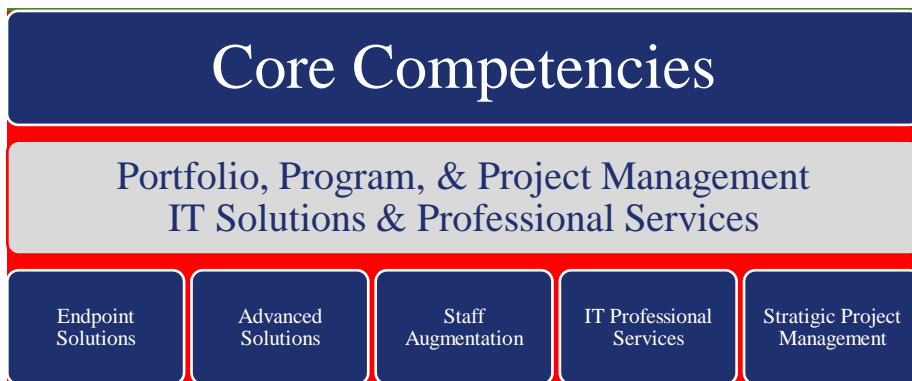 Core Competencies
Portfolio, Program, & Project Management
IT Solutions & Professional Services
Endpoint
Solutions
Advanced
Solutions
Staff
Augmentation
IT Professional
Services
Stratigic Project
Management